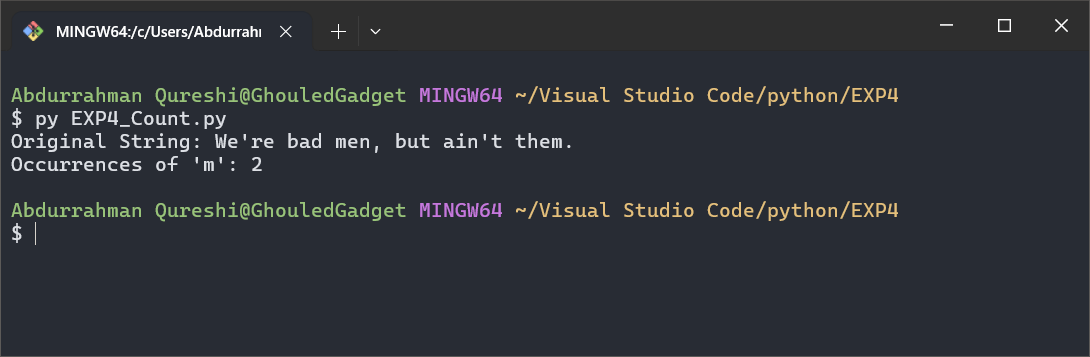 MINGW64:/c/Users/Abdurrahr
Abdurrahman Qureshi@GhouledGadget MINGW64 ~/Visual Studio Code/python/EXP4
$ py EXP4_Count.py
Original String: We're bad men, but ain't them.
Occurrences of 'm': 2
Abdurrahman Qureshi@GhouledGadget MINGW64 ~/Visual Studio Code/python/EXP4
$